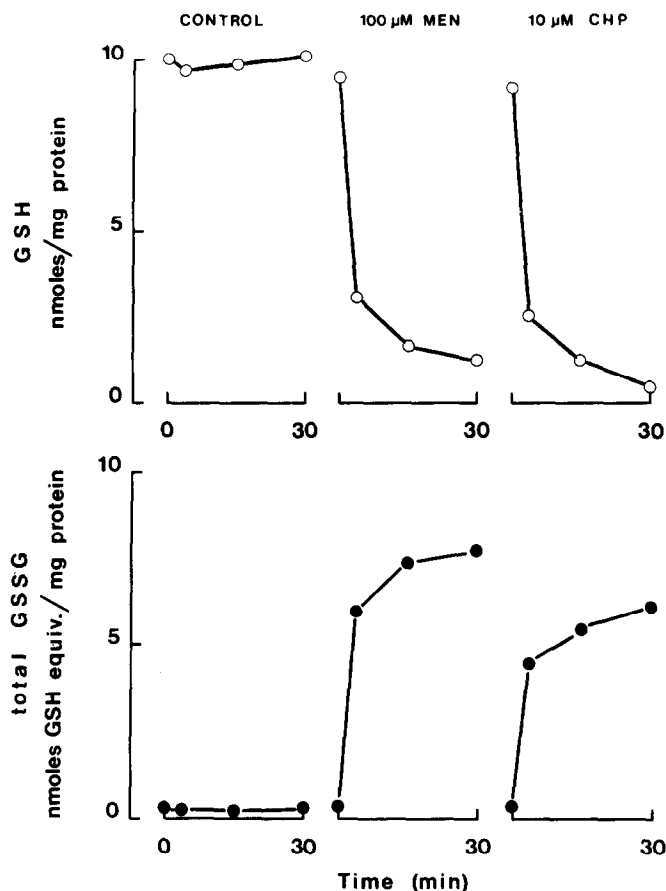 CONTROL 100 µM MEN 10 µM CHP
10
5
0
GSH
nmoles/mg protein
0 30 30 30
10
5
0
total GSSG
nmoles GSH equiv./mg protein
0 30 30 30
Time (min)